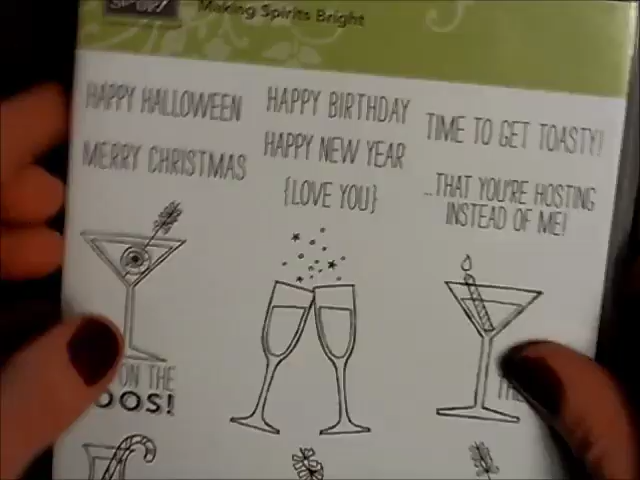 Making Spirits Bright
HAPPY HALLOWEEN
HAPPY BIRTHDAY
TIME TO GET TOASTY!
MERRY CHRISTMAS
HAPPY NEW YEAR
{LOVE YOU}
...THAT YOU'RE HOSTING
INSTEAD OF ME!
ON THE
OOS!